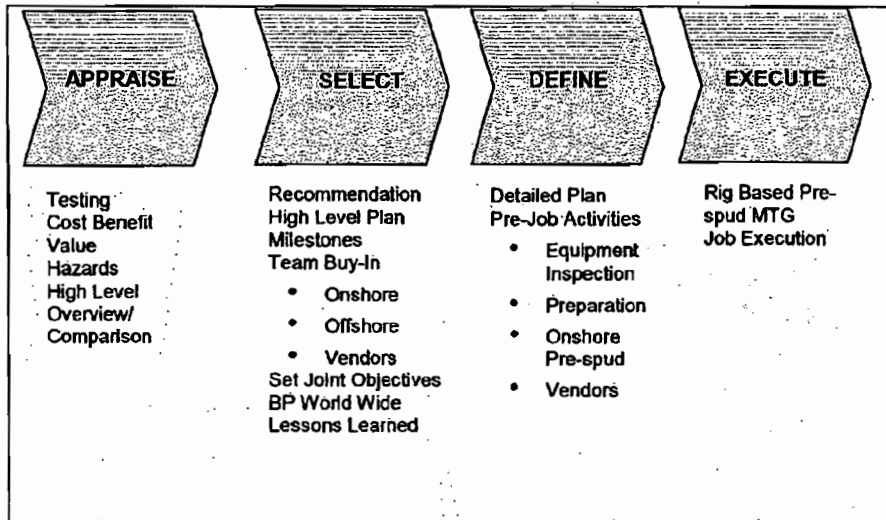 APPRAISE
SELECT
DEFINE
EXECUTE
Testing
Cost Benefit
Value
Hazards
High Level
Overview/
Comparison
Recommendation
High Level Plan
Milestones
Team Buy-In
• Onshore
• Offshore
• Vendors
Set Joint Objectives
BP World Wide
Lessons Learned
Detailed Plan
Pre-Job Activities
• Equipment
Inspection
• Preparation
• Onshore
Pre-spud
• Vendors
Rig Based Pre-
spud MTG
Job Execution